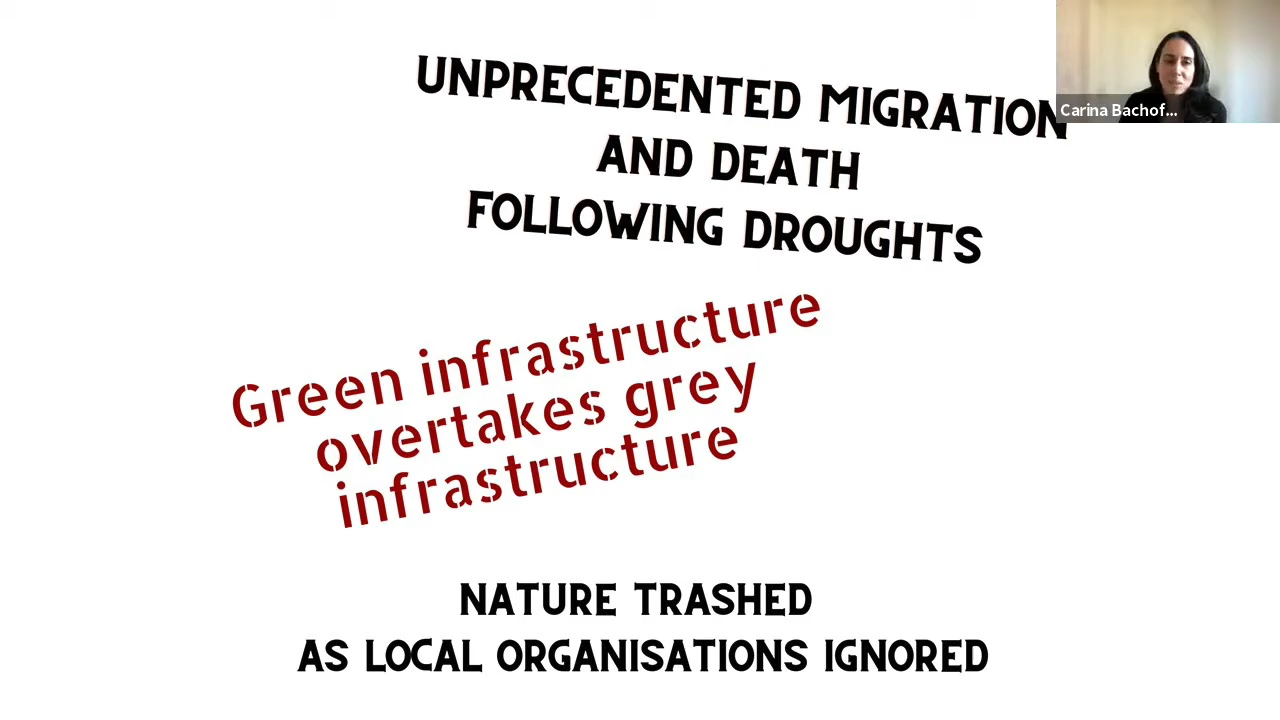 UNPRECEDENTED MIGRATION
AND DEATH
FOLLOWING DROUGHTS
Carina Bachof...
Green infrastructure
overtakes grey
infrastructure
NATURE TRASHED
AS LOCAL ORGANISATIONS IGNORED